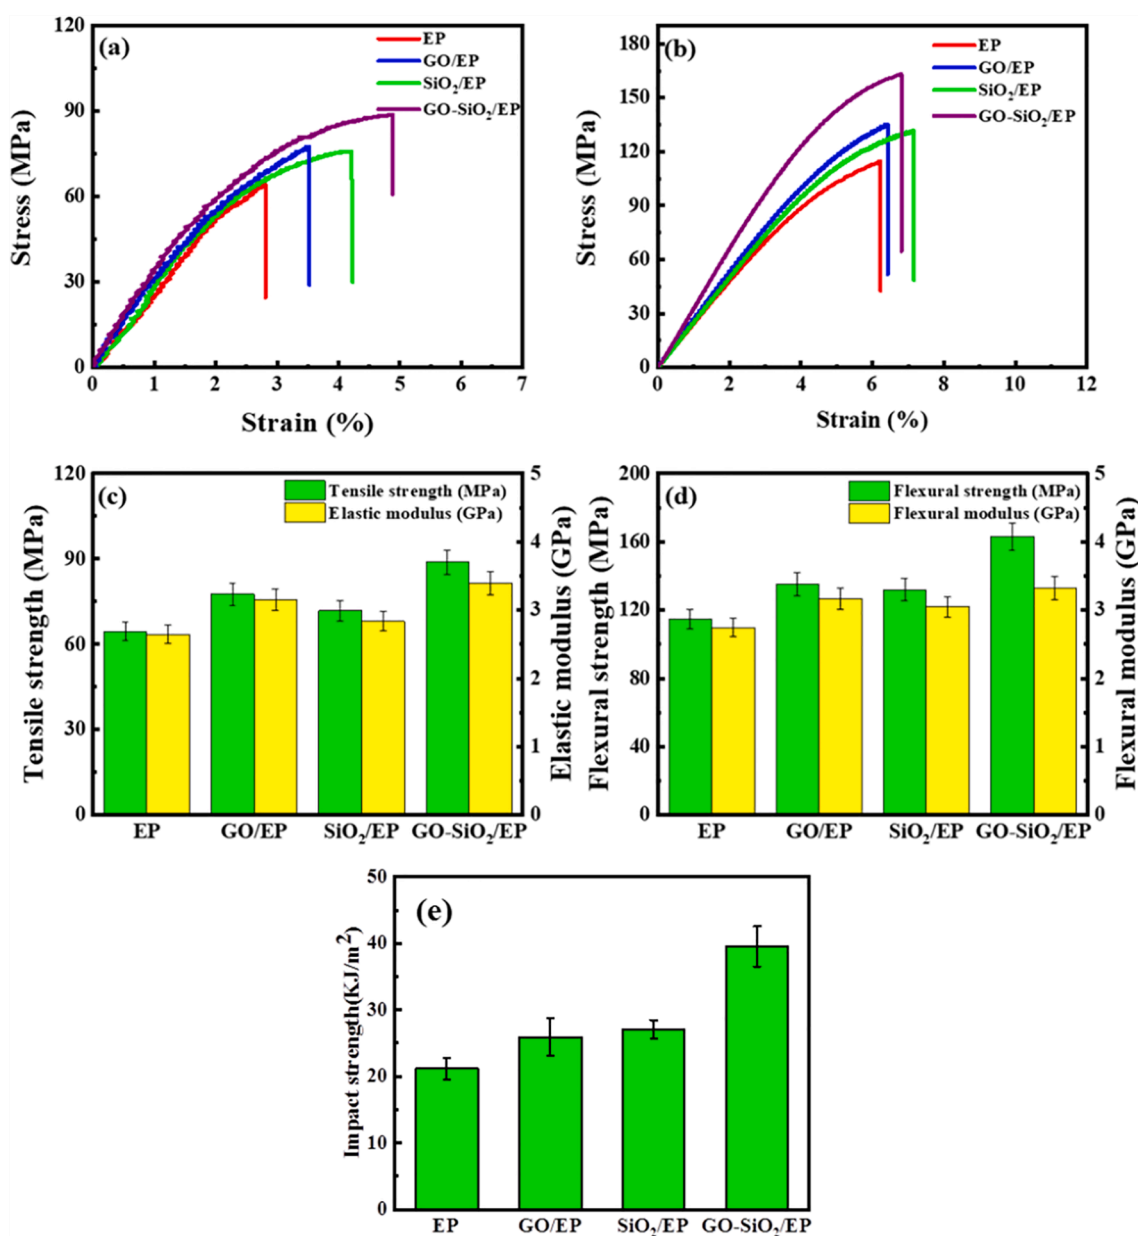 (a)
EP
GO/EP
SiO₂/EP
GO-SiO₂/EP
120
90
60
30
0
Stress (MPa)
0 1 2 3 4 5 6 7
Strain (%)
(b)
EP
GO/EP
SiO₂/EP
GO-SiO₂/EP
180
150
120
90
60
30
0
Stress (MPa)
0 2 4 6 8 10 12
Strain (%)
(c)
Tensile strength (MPa)
Elastic modulus (GPa)
120
90
60
30
0
Tensile strength (MPa)
5
4
3
2
1
0
Elastic modulus (GPa)
EP GO/EP SiO₂/EP GO-SiO₂/EP
(d)
Flexural strength (MPa)
Flexural modulus (GPa)
200
160
120
80
40
0
Flexural strength (MPa)
5
4
3
2
1
0
Flexural modulus (GPa)
EP GO/EP SiO₂/EP GO-SiO₂/EP
(e)
50
40
30
20
10
0
Impact strength(KJ/m²)
EP GO/EP SiO₂/EP GO-SiO₂/EP